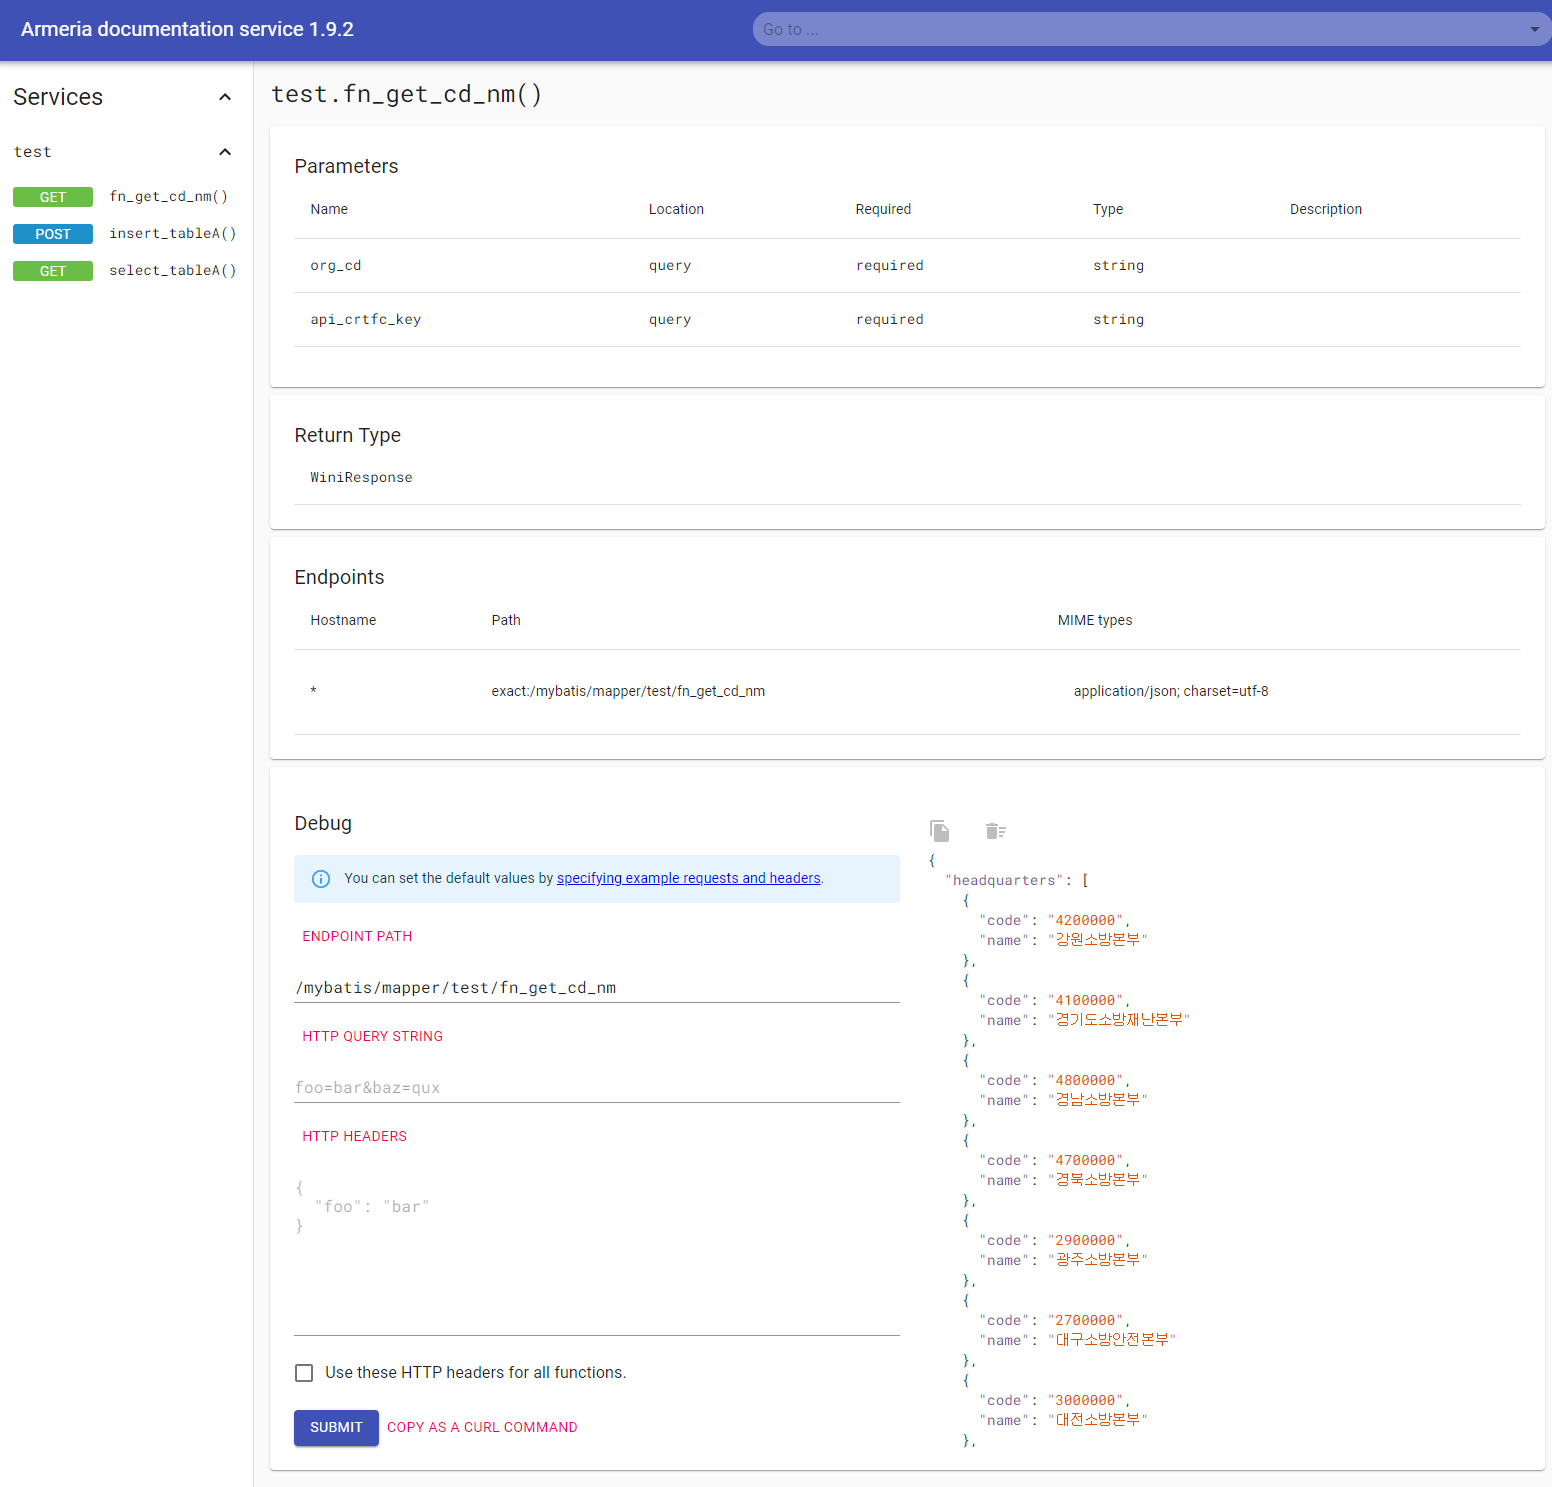 Armeria documentation service 1.9.2
Go to ...
Services
test
GET fn_get_cd_nm()
POST insert_tableA()
GET select_tableA()
test.fn_get_cd_nm()
Parameters
Name Location Required Type Description
org_cd query required string
api_crtfc_key query required string
Return Type
WiniResponse
Endpoints
Hostname Path MIME types
* exact:/mybatis/mapper/test/fn_get_cd_nm application/json; charset=utf-8
Debug
You can set the default values by specifying example requests and headers.
ENDPOINT PATH
/mybatis/mapper/test/fn_get_cd_nm
HTTP QUERY STRING
foo=bar&baz=qux
HTTP HEADERS
{
"foo": "bar"
}
Use these HTTP headers for all functions.
SUBMIT COPY AS A CURL COMMAND
{
"headquarters": [
{
"code": "4200000",
"name": "강원소방본부"
},
{
"code": "4100000",
"name": "경기도소방재난본부"
},
{
"code": "4800000",
"name": "경남소방본부"
},
{
"code": "4700000",
"name": "경북소방본부"
},
{
"code": "2900000",
"name": "광주소방본부"
},
{
"code": "2700000",
"name": "대구소방안전본부"
},
{
"code": "3000000",
"name": "대전소방본부"
},